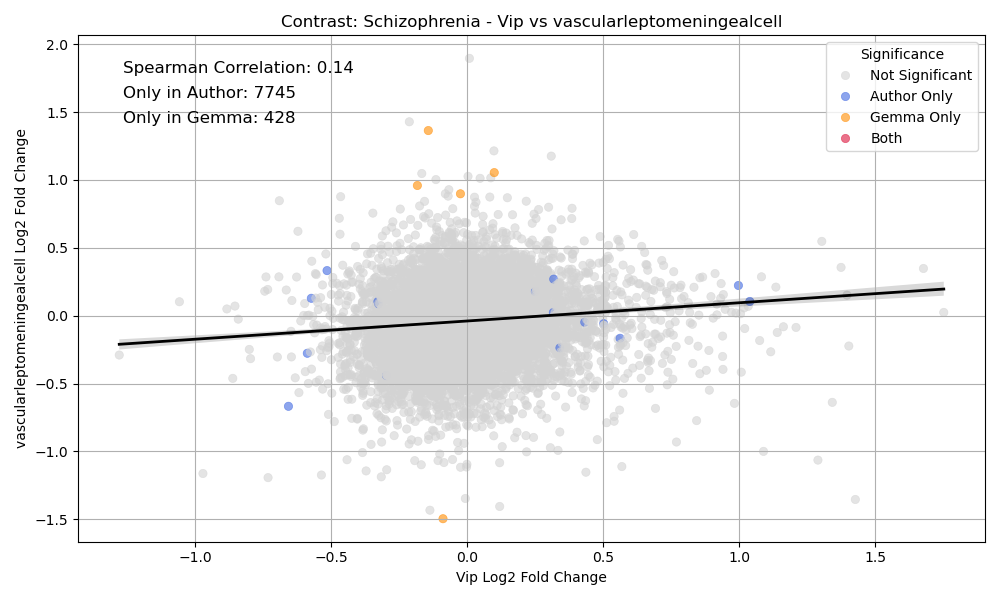 Contrast: Schizophrenia - Vip vs vascularleptomeningealcell
Spearman Correlation: 0.14
Only in Author: 7745
Only in Gemma: 428
Significance
Not Significant
Author Only
Gemma Only
Both
vascularleptomeningealcell Log2 Fold Change
2.0
1.5
1.0
0.5
0.0
−0.5
−1.0
−1.5
−1.0
−0.5
0.0
0.5
1.0
1.5
Vip Log2 Fold Change